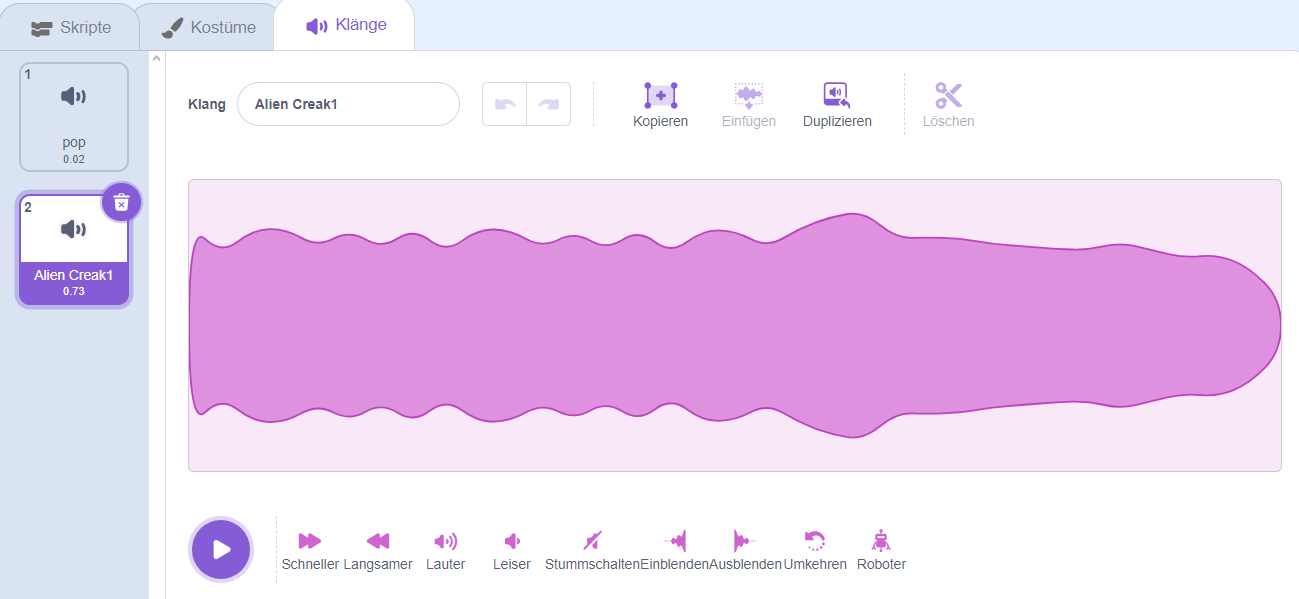 Skripte
Kostüme
Klänge
1
pop
0.02
2
Alien Creak1
0.73
Klang
Alien Creak1
Kopieren
Einfügen
Duplizieren
Löschen
Schneller
Langsamer
Lauter
Leiser
Stummschalten
Einblenden
Ausblenden
Umkehren
Roboter